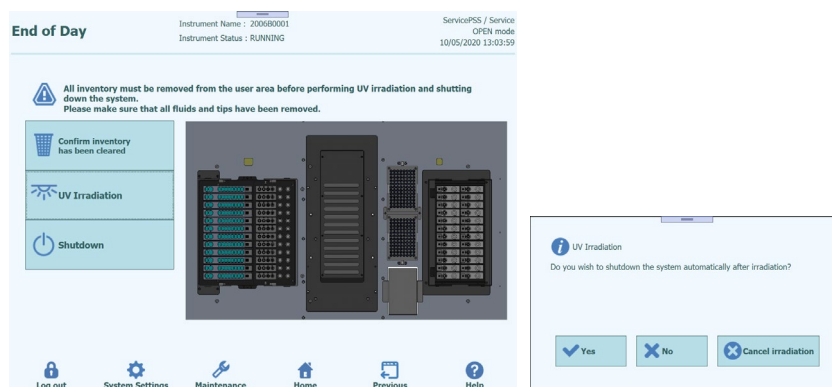 End of Day
Instrument Name : 2006B0001
Instrument Status : RUNNING
ServicePSS / Service
OPEN mode
10/05/2020 13:03:59
All inventory must be removed from the user area before performing UV irradiation and shutting
down the system.
Please make sure that all fluids and tips have been removed.
Confirm inventory
has been cleared
UV Irradiation
Shutdown
Log out
System Settings
Maintenance
Home
Previous
Help
UV Irradiation
Do you wish to shutdown the system automatically after irradiation?
Yes
No
Cancel irradiation